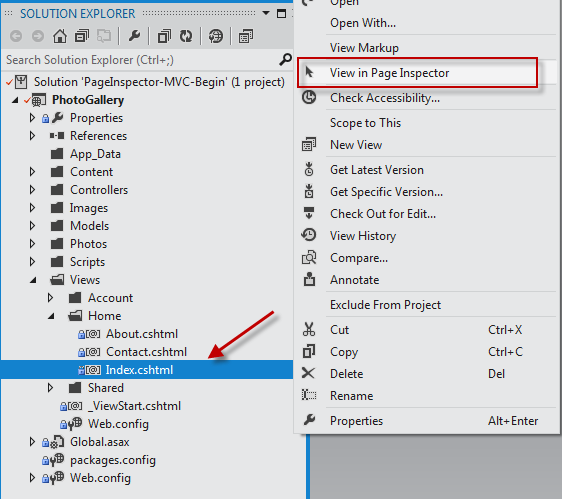 SOLUTION EXPLORER
Search Solution Explorer (Ctrl+;)
Solution 'PageInspector-MVC-Begin' (1 project)
PhotoGallery
Properties
References
App_Data
Content
Controllers
Images
Models
Photos
Scripts
Views
Account
Home
[@] About.cshtml
[@] Contact.cshtml
[@] Index.cshtml
Shared
[@] _ViewStart.cshtml
Web.config
Global.asax
packages.config
Web.config
Open
Open With...
View Markup
View in Page Inspector
Check Accessibility...
Scope to This
New View
Get Latest Version
Get Specific Version...
Check Out for Edit...
View History
Compare...
Annotate
Exclude From Project
Cut Ctrl+X
Copy Ctrl+C
Delete Del
Rename
Properties Alt+Enter